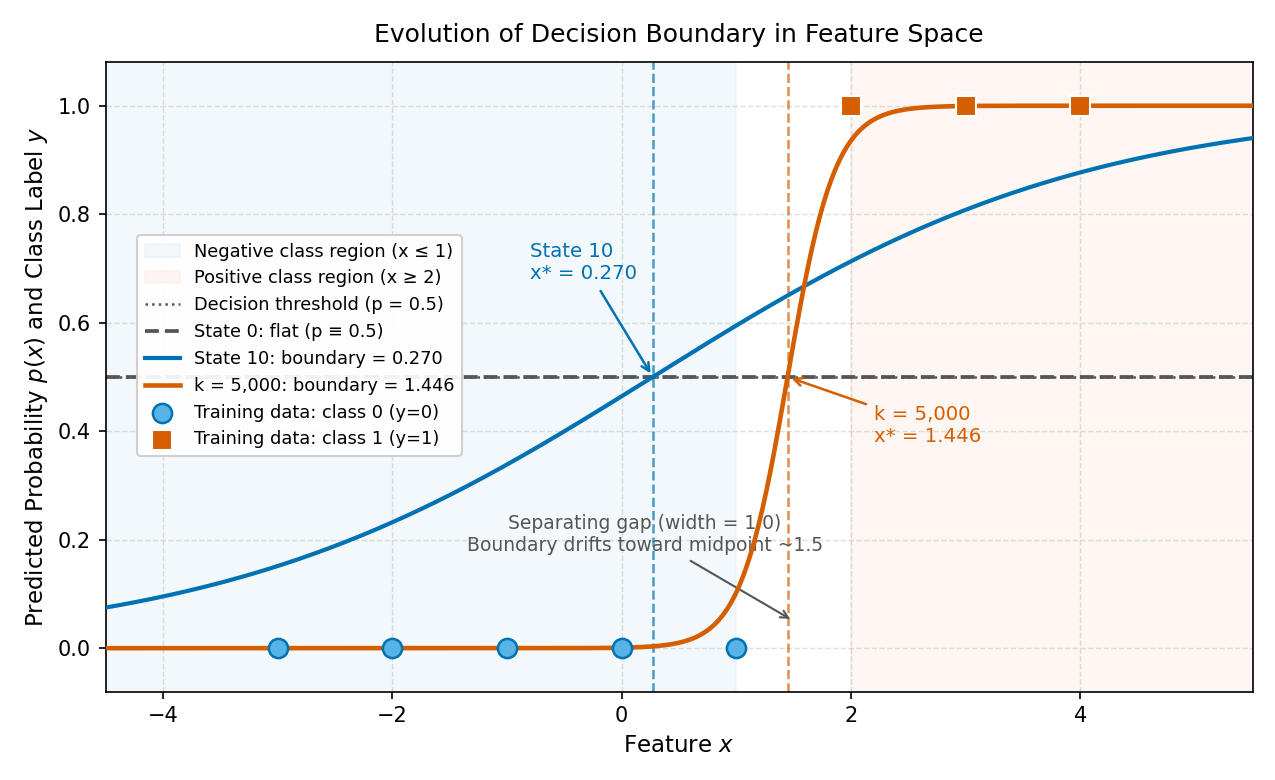 Evolution of Decision Boundary in Feature Space
Predicted Probability p(x) and Class Label y
1.0
0.8
0.6
0.4
0.2
0.0
Negative class region (x ≤ 1)
Positive class region (x ≥ 2)
Decision threshold (p = 0.5)
State 0: flat (p ≡ 0.5)
State 10: boundary = 0.270
k = 5,000: boundary = 1.446
Training data: class 0 (y=0)
Training data: class 1 (y=1)
State 10
x* = 0.270
k = 5,000
x* = 1.446
Separating gap (width = 1.0)
Boundary drifts toward midpoint ~1.5
−4
−2
0
2
4
Feature x